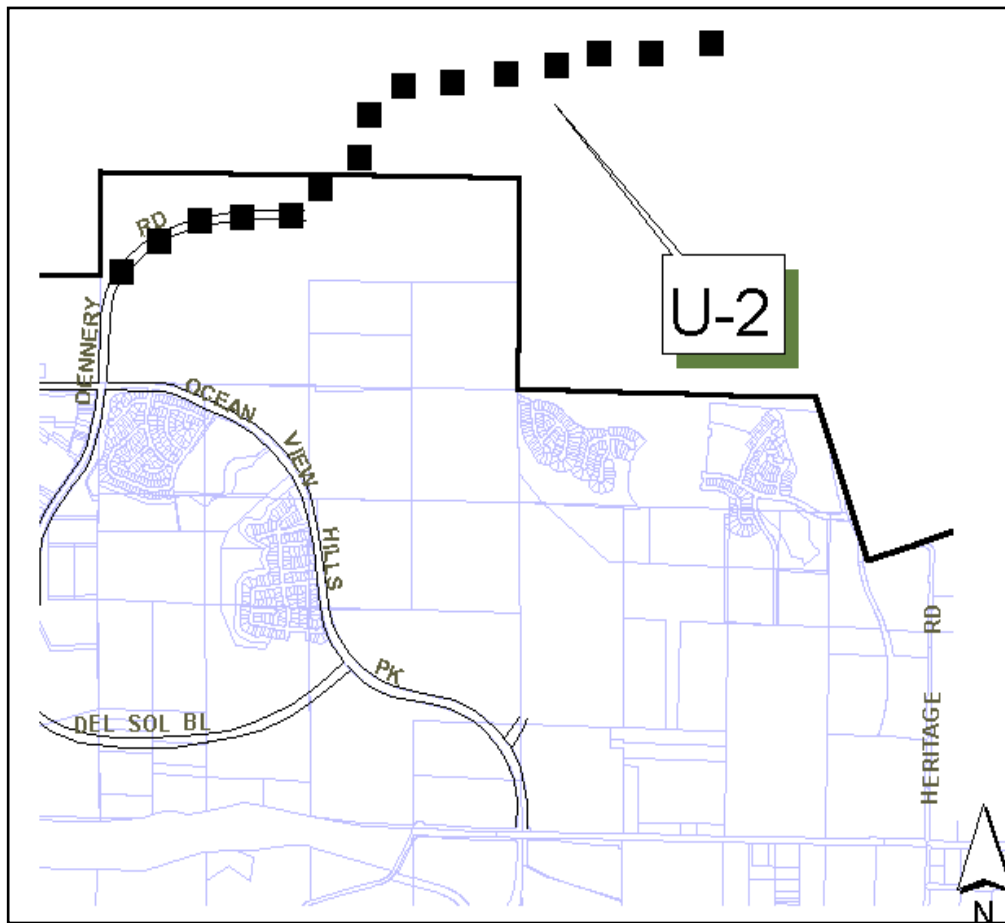 RD
U-2
DENNERY
OCEAN
VIEW
HILLS
PK
DEL SOL BL
HERITAGE RD
N